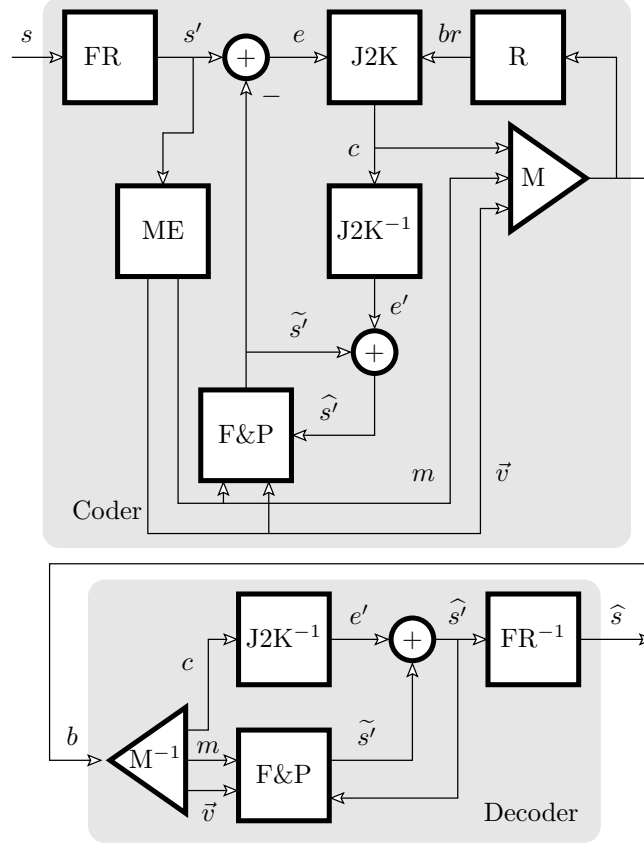 s
FR
s′
+
−
e
J2K
br
R
c
M
ME
J2K⁻¹
e′
s̃′
+
ŝ′
F&P
m
v⃗
Coder
J2K⁻¹
e′
ŝ′
+
FR⁻¹
ŝ
c
b
M⁻¹
m
s̃′
F&P
v⃗
Decoder